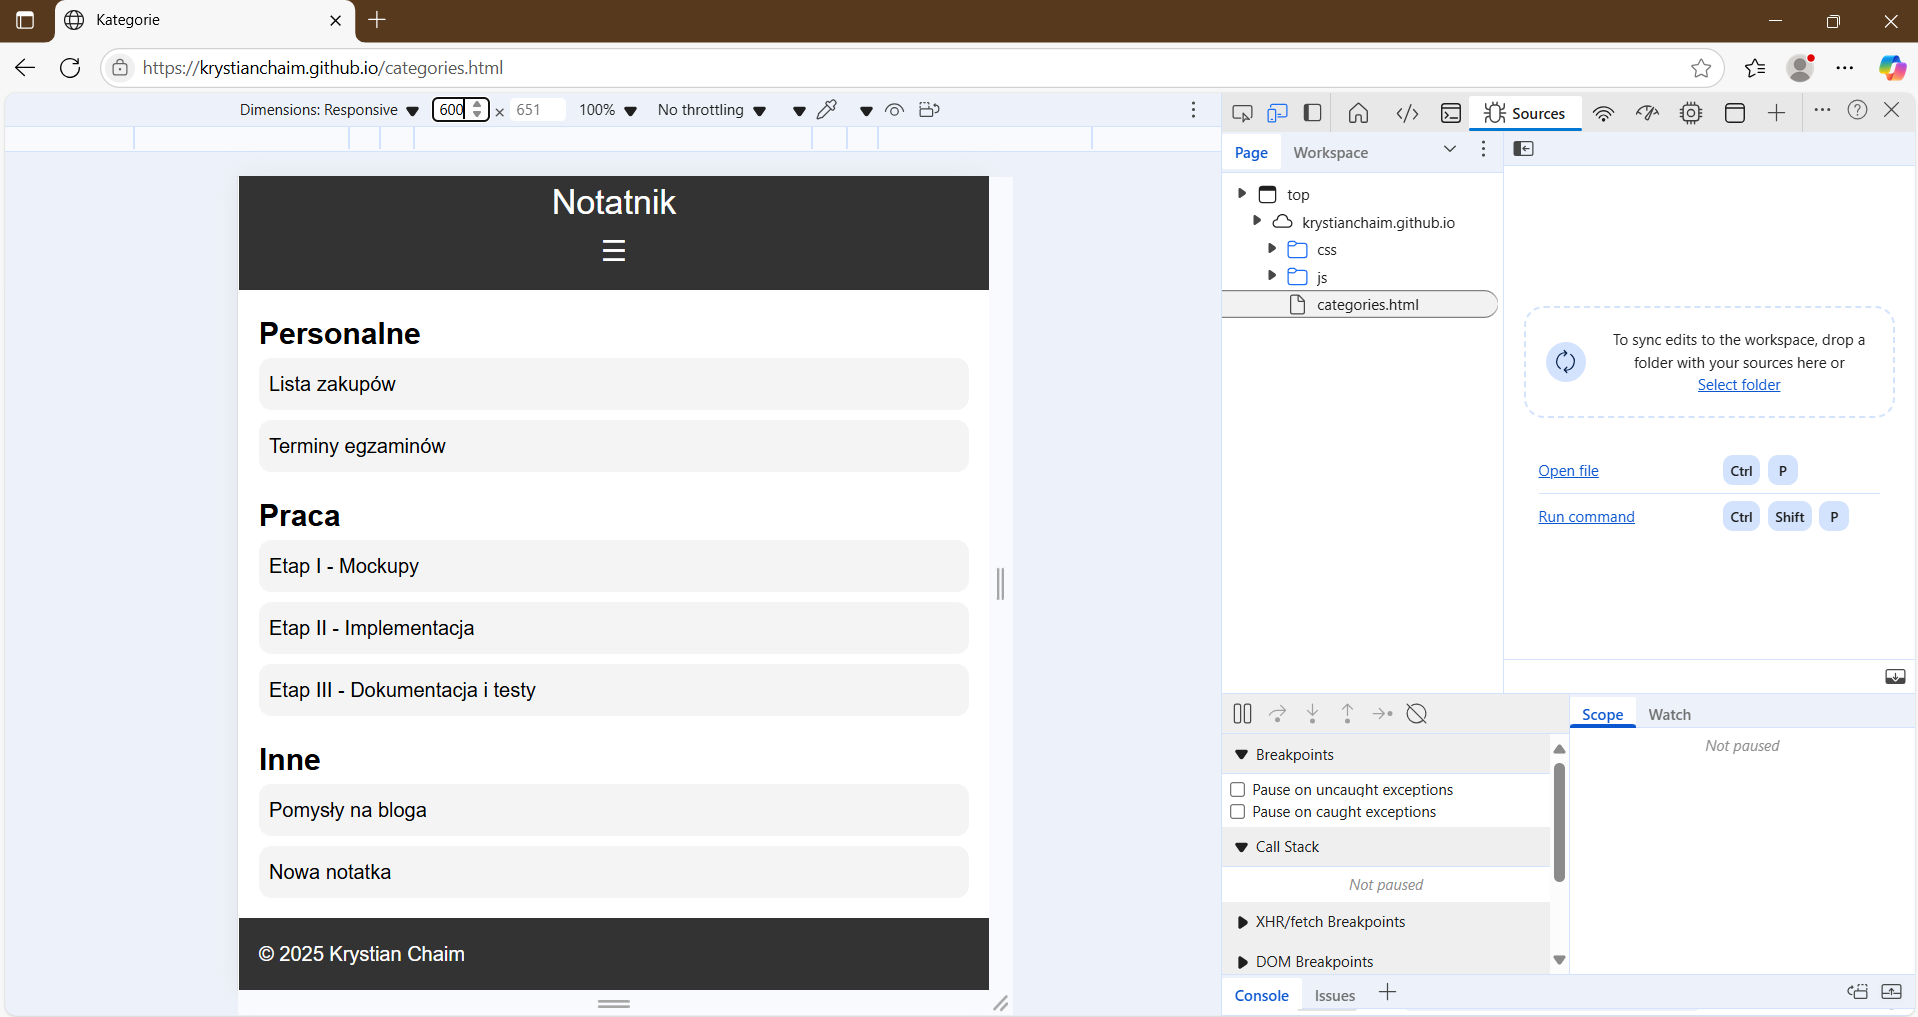 Kategorie
https://krystianchaim.github.io/categories.html
Dimensions: Responsive 600 × 651 100% No throttling
Sources
Page Workspace
top
krystianchaim.github.io
css
js
categories.html
To sync edits to the workspace, drop a
folder with your sources here or
Select folder
Open file Ctrl P
Run command Ctrl Shift P
Notatnik
Personalne
Lista zakupów
Terminy egzaminów
Praca
Etap I - Mockupy
Etap II - Implementacja
Etap III - Dokumentacja i testy
Inne
Pomysły na bloga
Nowa notatka
© 2025 Krystian Chaim
Scope Watch
Not paused
Breakpoints
Pause on uncaught exceptions
Pause on caught exceptions
Call Stack
Not paused
XHR/fetch Breakpoints
DOM Breakpoints
Console Issues